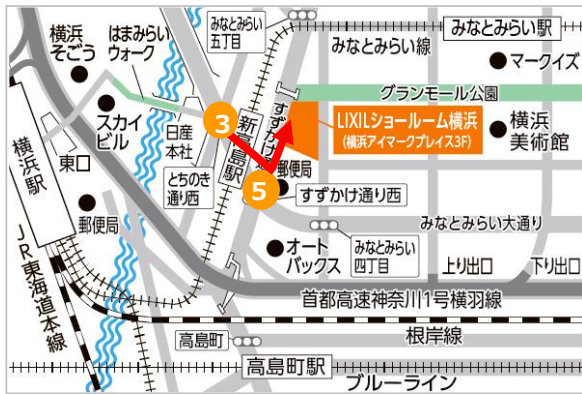 みなとみらい
五丁目
みなとみらい駅
みなとみらい線
横浜
そごう
はまみらい
ウォーク
マークイズ
グランモール公園
スカイ
ビル
日産
本社
3
新高島駅
すずかけ通
LIXILショールーム横浜
(横浜アイマークプレイス3F)
横浜
美術館
横浜駅
東口
とちのき
通り西
郵便局
5
すずかけ通り西
郵便局
みなとみらい大通り
オート
バックス
みなとみらい
四丁目
上り出口
下り出口
JR東海道本線
首都高速神奈川1号横羽線
高島町
根岸線
高島町駅
ブルーライン